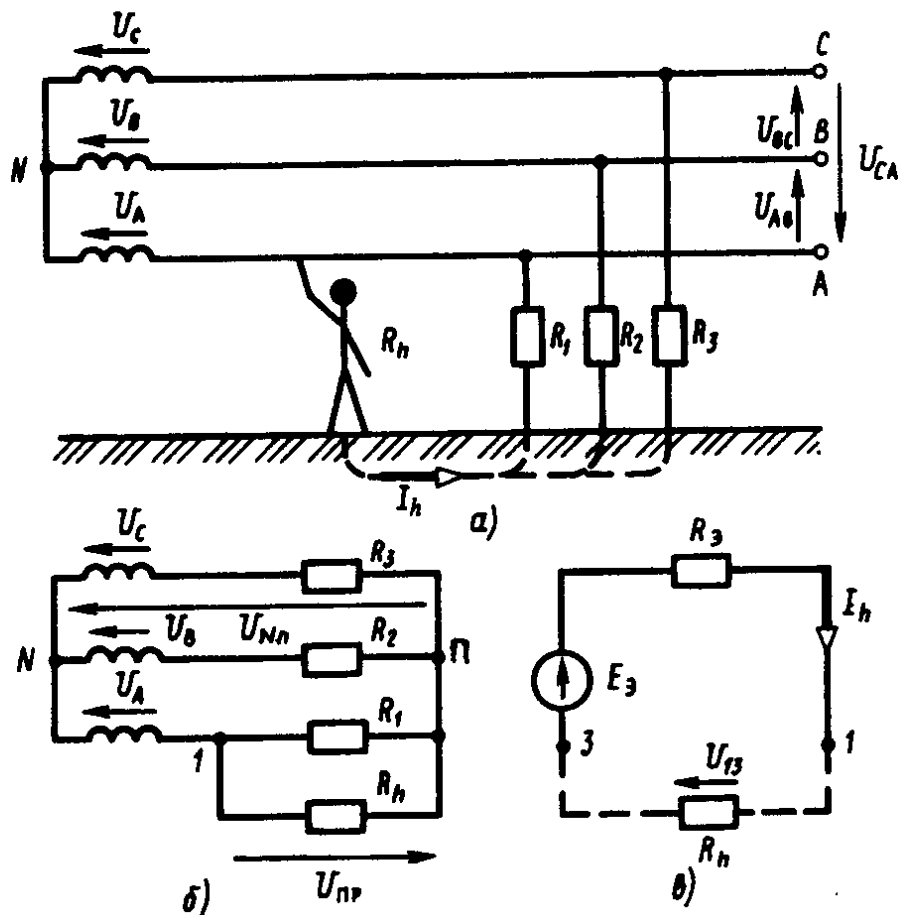 U_C
C
U_B
U_BC
B
N
U_CA
U_A
U_AB
A
R_h
R_1
R_2
R_3
I_h
а)
U_C
R_3
R_Э
I_h
U_B
U_Nn
R_2
N
П
E_Э
U_A
R_1
1
3
1
U_13
R_h
R_h
U_ПР
б)
в)